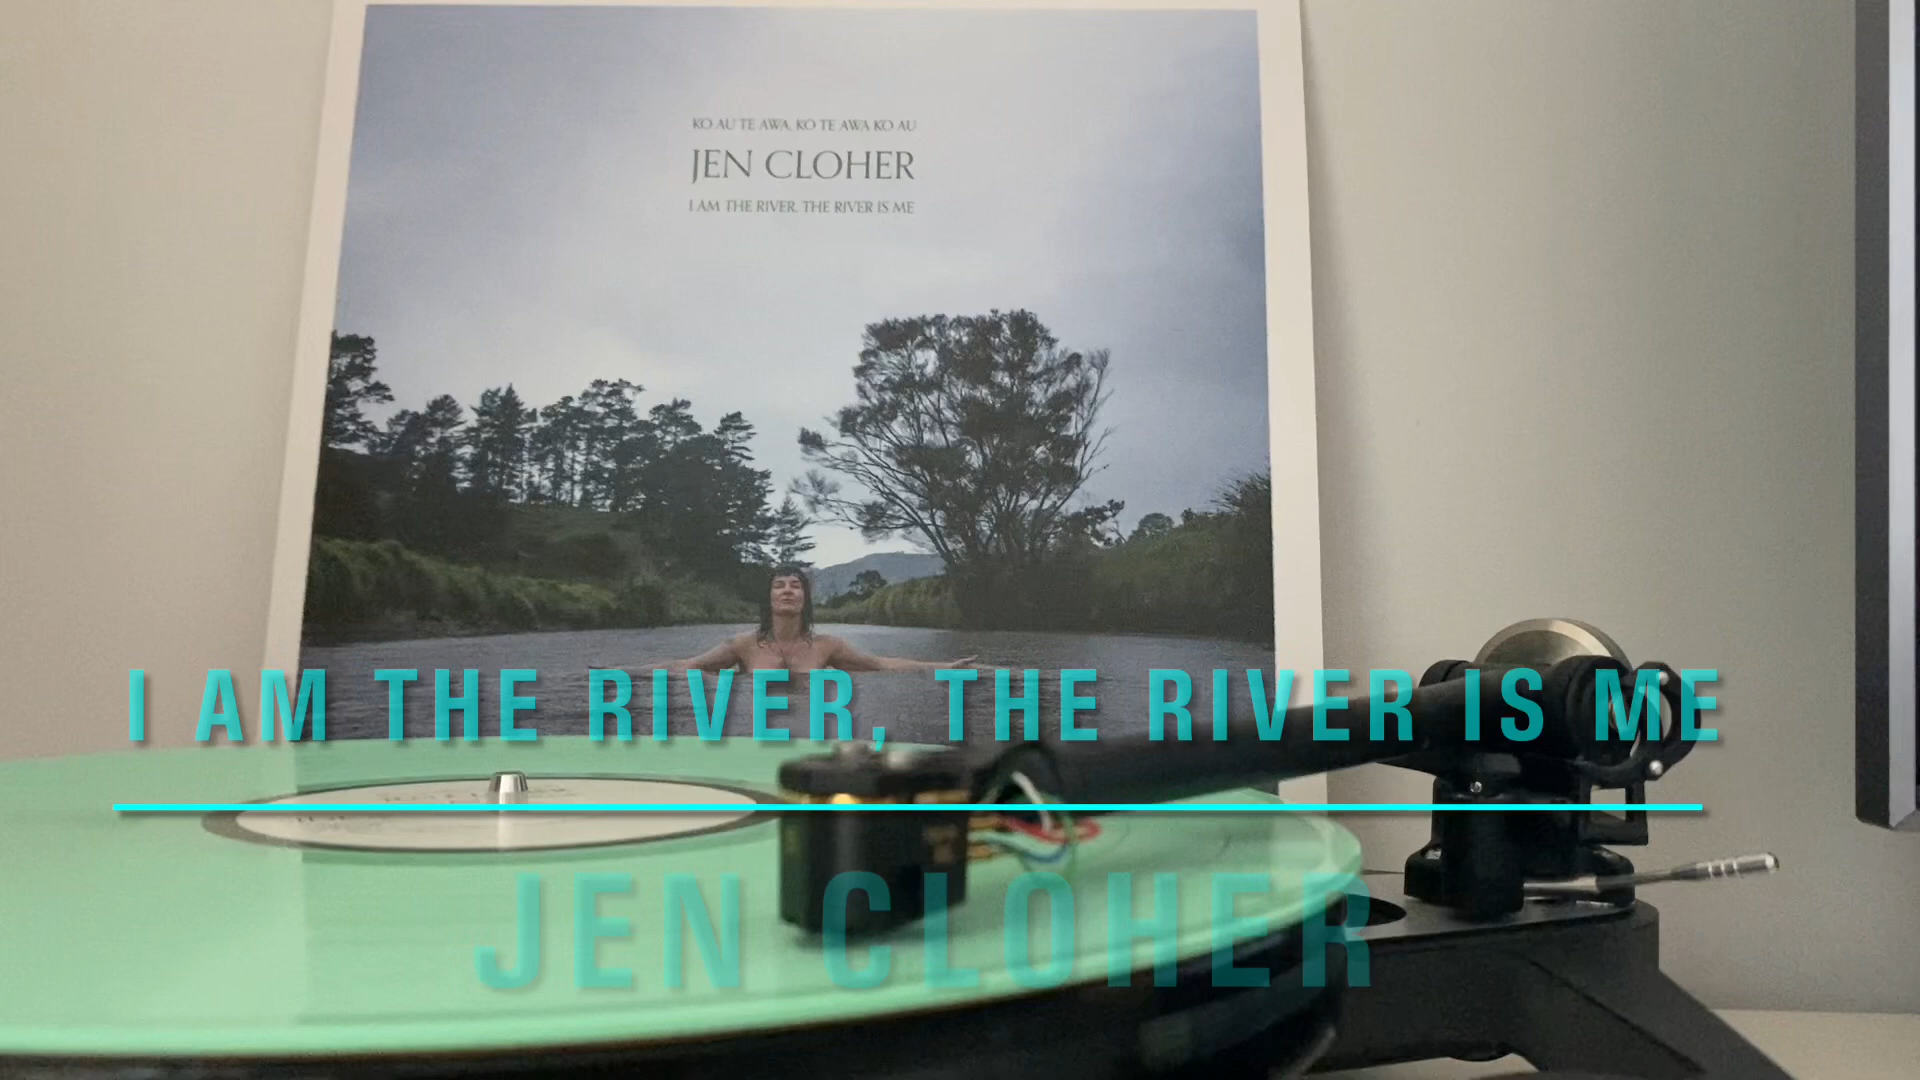 KO AU TE AWA, KO TE AWA KO AU
JEN CLOHER
I AM THE RIVER, THE RIVER IS ME
I AM THE RIVER, THE RIVER IS ME
JEN CLOHER